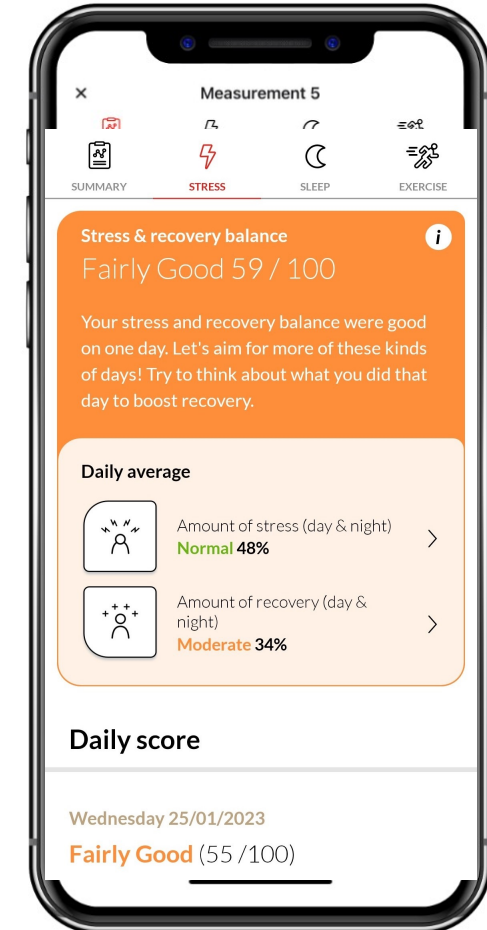 × Measurement 5
SUMMARY STRESS SLEEP EXERCISE
Stress & recovery balance
i
Fairly Good 59 / 100
Your stress and recovery balance were good
on one day. Let's aim for more of these kinds
of days! Try to think about what you did that
day to boost recovery.
Daily average
Amount of stress (day & night)
Normal 48%
Amount of recovery (day &
night)
Moderate 34%
Daily score
Wednesday 25/01/2023
Fairly Good (55 /100)